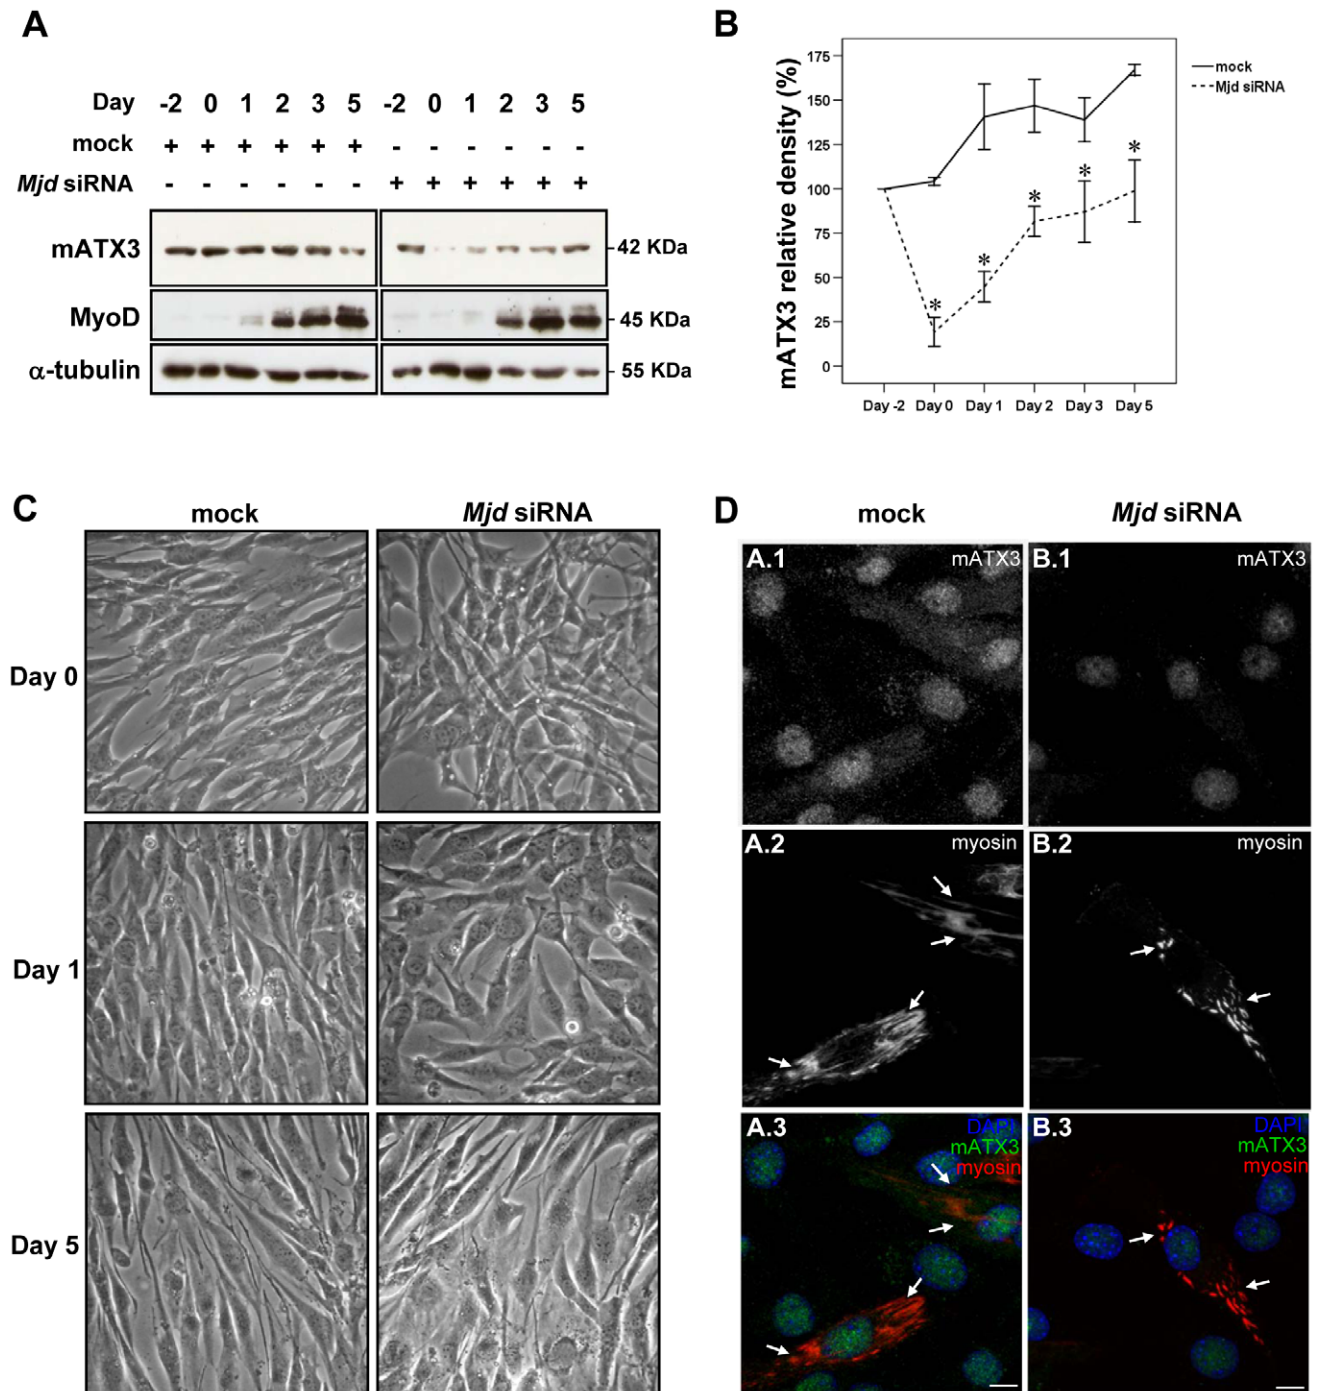 A
Day -2 0 1 2 3 5 -2 0 1 2 3 5
mock + + + + + + - - - - - -
Mjd siRNA - - - - - - + + + + + +
mATX3 42 KDa
MyoD 45 KDa
α-tubulin 55 KDa
B
mATX3 relative density (%)
175
150
125
100
75
50
25
0
* * * * *
Day -2 Day 0 Day 1 Day 2 Day 3 Day 5
mock
Mjd siRNA
C
mock Mjd siRNA
Day 0
Day 1
Day 5
D
mock Mjd siRNA
A.1 mATX3
B.1 mATX3
A.2 myosin
B.2 myosin
A.3 DAPI
mATX3
myosin
B.3 DAPI
mATX3
myosin